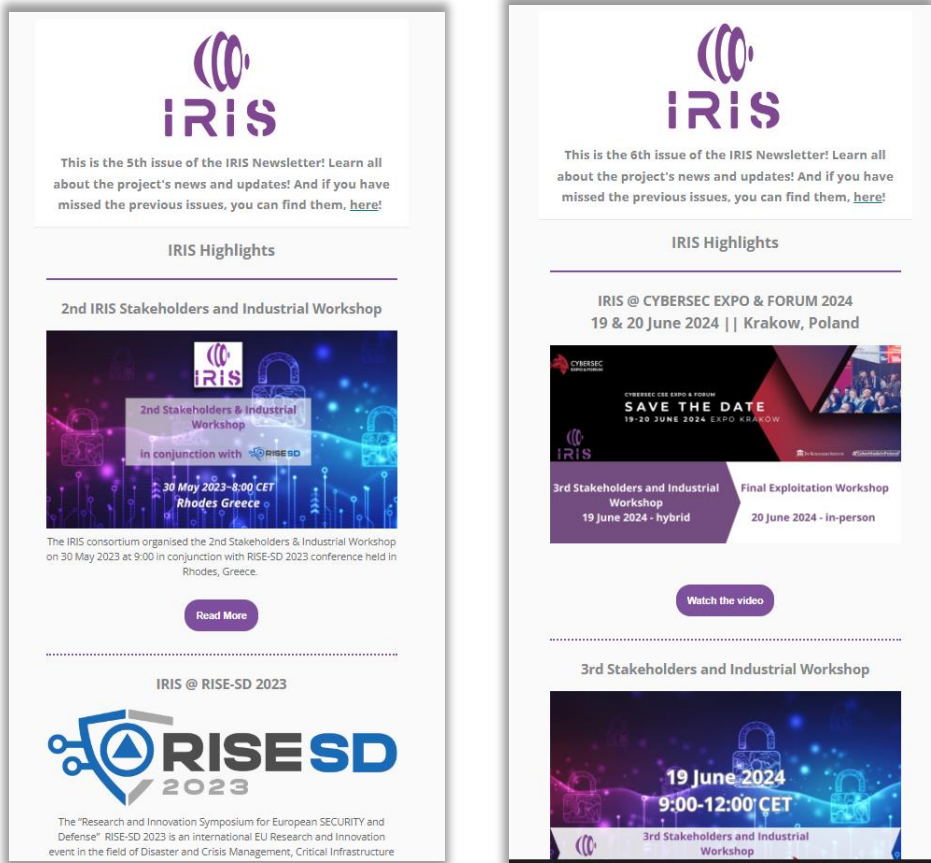 IRIS
This is the 5th issue of the IRIS Newsletter! Learn all
about the project's news and updates! And if you have
missed the previous issues, you can find them, here!
IRIS Highlights
2nd IRIS Stakeholders and Industrial Workshop
IRIS
2nd Stakeholders & Industrial
Workshop
in conjunction with RISE SD
30 May 2023–8:00 CET
Rhodes Greece
The IRIS consortium organised the 2nd Stakeholders & Industrial Workshop
on 30 May 2023 at 9:00 in conjunction with RISE-SD 2023 conference held in
Rhodes, Greece.
Read More
IRIS @ RISE-SD 2023
RISE SD
2023
The “Research and Innovation Symposium for European SECURITY and
Defense” RISE-SD 2023 is an international EU Research and Innovation
event in the field of Disaster and Crisis Management, Critical Infrastructure
IRIS
This is the 6th issue of the IRIS Newsletter! Learn all
about the project's news and updates! And if you have
missed the previous issues, you can find them, here!
IRIS Highlights
IRIS @ CYBERSEC EXPO & FORUM 2024
19 & 20 June 2024 || Krakow, Poland
CYBERSEC
EXPO & FORUM
CYBERSEC CSE EXPO & FORUM
SAVE THE DATE
19-20 JUNE 2024 EXPO KRAKOW
IRIS
3rd Stakeholders and Industrial
Workshop
19 June 2024 - hybrid
Final Exploitation Workshop
20 June 2024 - in-person
Watch the video
3rd Stakeholders and Industrial Workshop
19 June 2024
9:00-12:00 CET
3rd Stakeholders and Industrial
Workshop